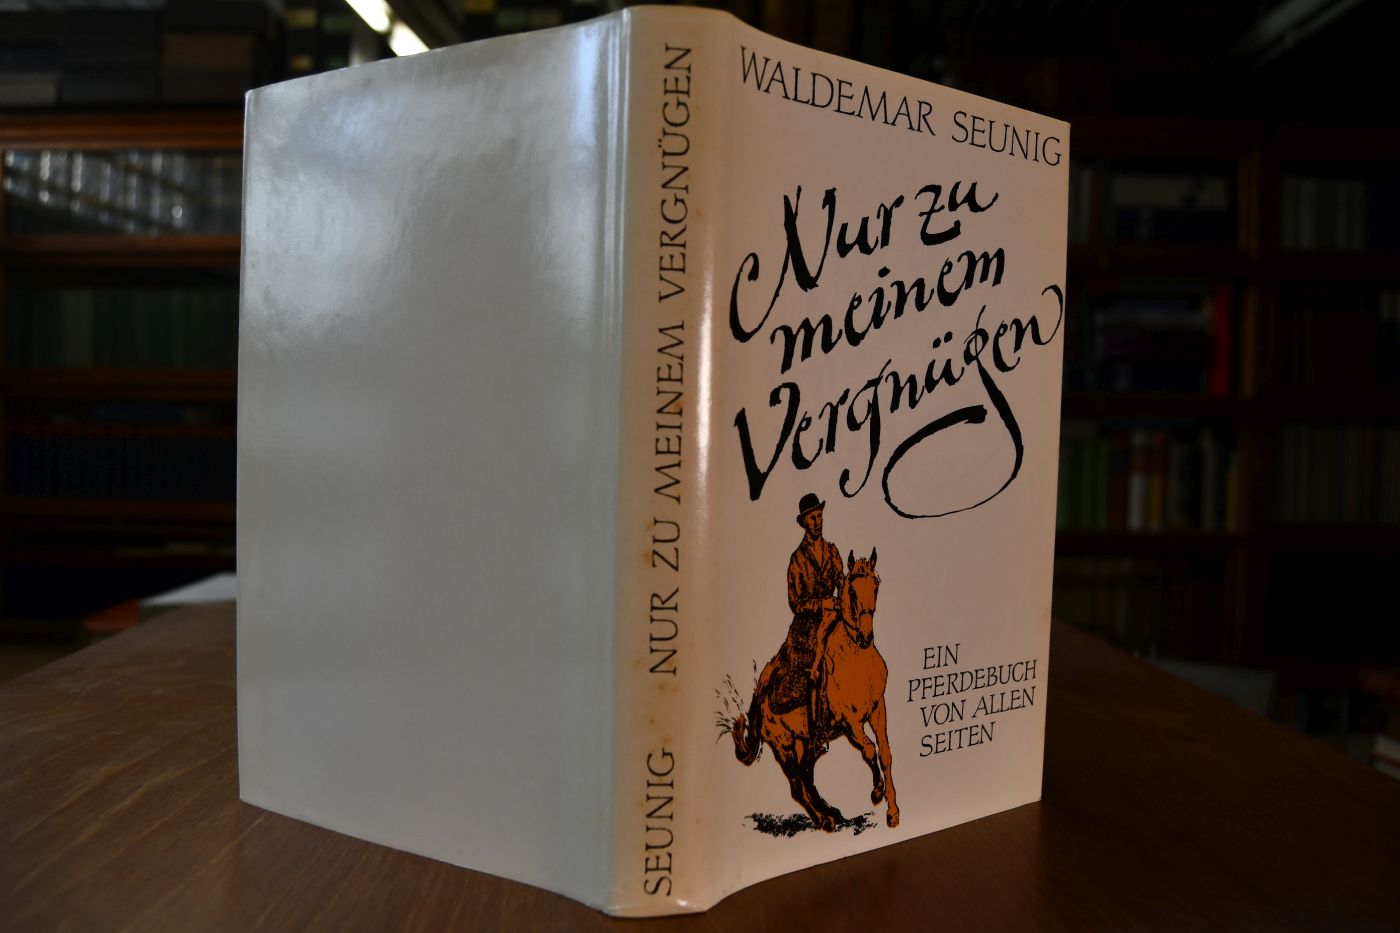 SEUNIG NUR ZU MEINEM VERGNÜGEN
WALDEMAR SEUNIG
Nur zu
meinem
Vergnügen
EIN
PFERDEBUCH
VON ALLEN
SEITEN